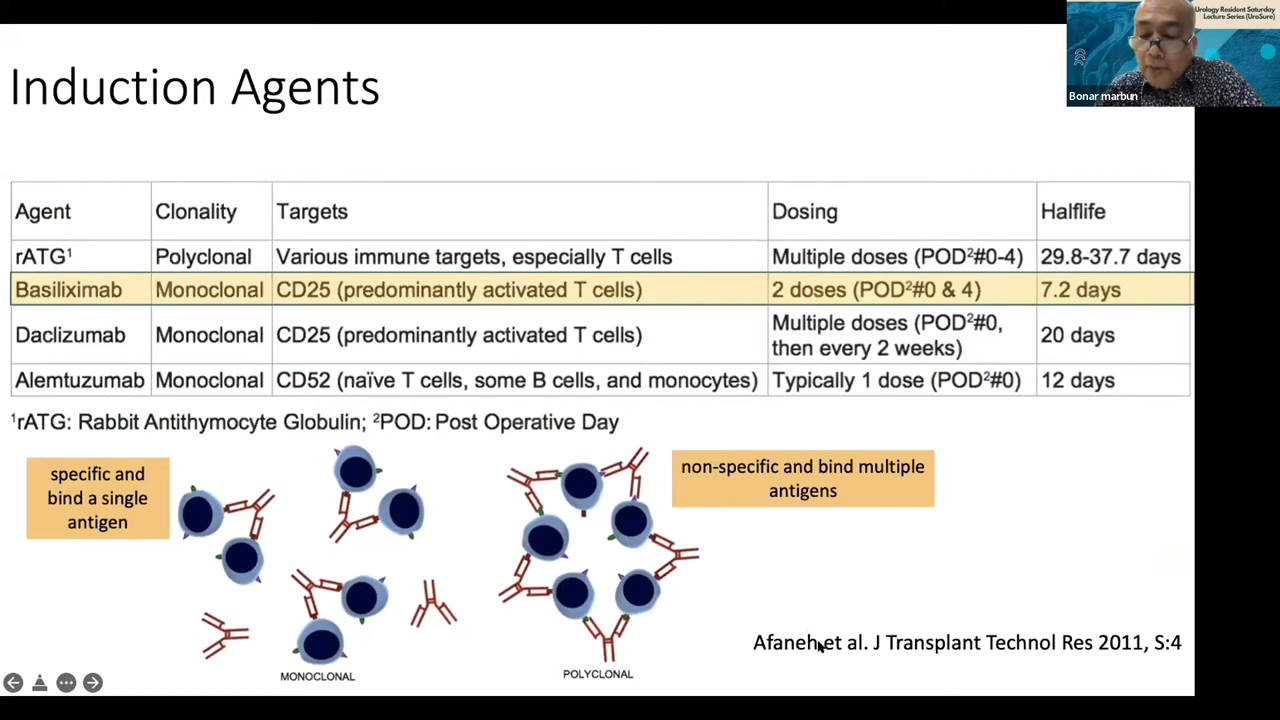 Urology Resident Saturday
Lecture Series (UroSure)
Bonar marbun
Induction Agents
Agent Clonality Targets Dosing Halflife
rATG¹ Polyclonal Various immune targets, especially T cells Multiple doses (POD²#0-4) 29.8-37.7 days
Basiliximab Monoclonal CD25 (predominantly activated T cells) 2 doses (POD²#0 & 4) 7.2 days
Daclizumab Monoclonal CD25 (predominantly activated T cells) Multiple doses (POD²#0,
then every 2 weeks) 20 days
Alemtuzumab Monoclonal CD52 (naïve T cells, some B cells, and monocytes) Typically 1 dose (POD²#0) 12 days
¹rATG: Rabbit Antithymocyte Globulin; ²POD: Post Operative Day
specific and
bind a single
antigen
non-specific and bind multiple
antigens
MONOCLONAL
POLYCLONAL
Afaneh et al. J Transplant Technol Res 2011, S:4